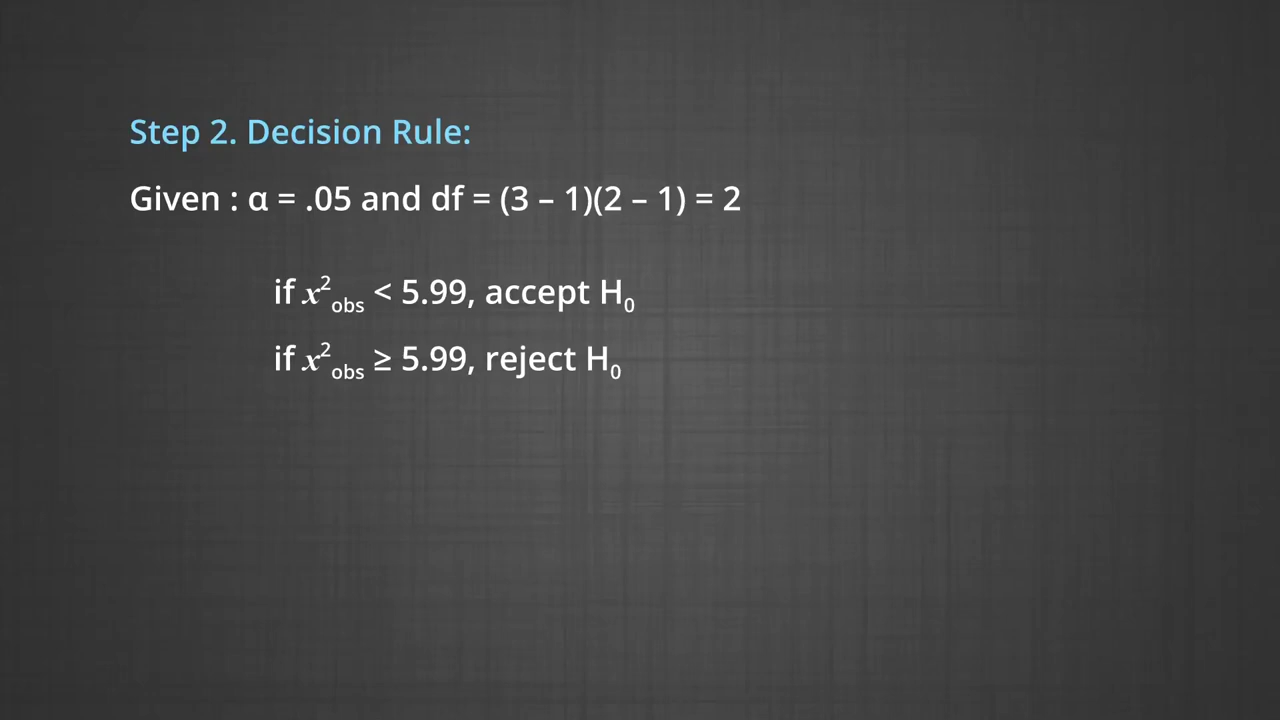 Step 2. Decision Rule:
Given : α = .05 and df = (3 – 1)(2 – 1) = 2
if x²obs < 5.99, accept H₀
if x²obs ≥ 5.99, reject H₀